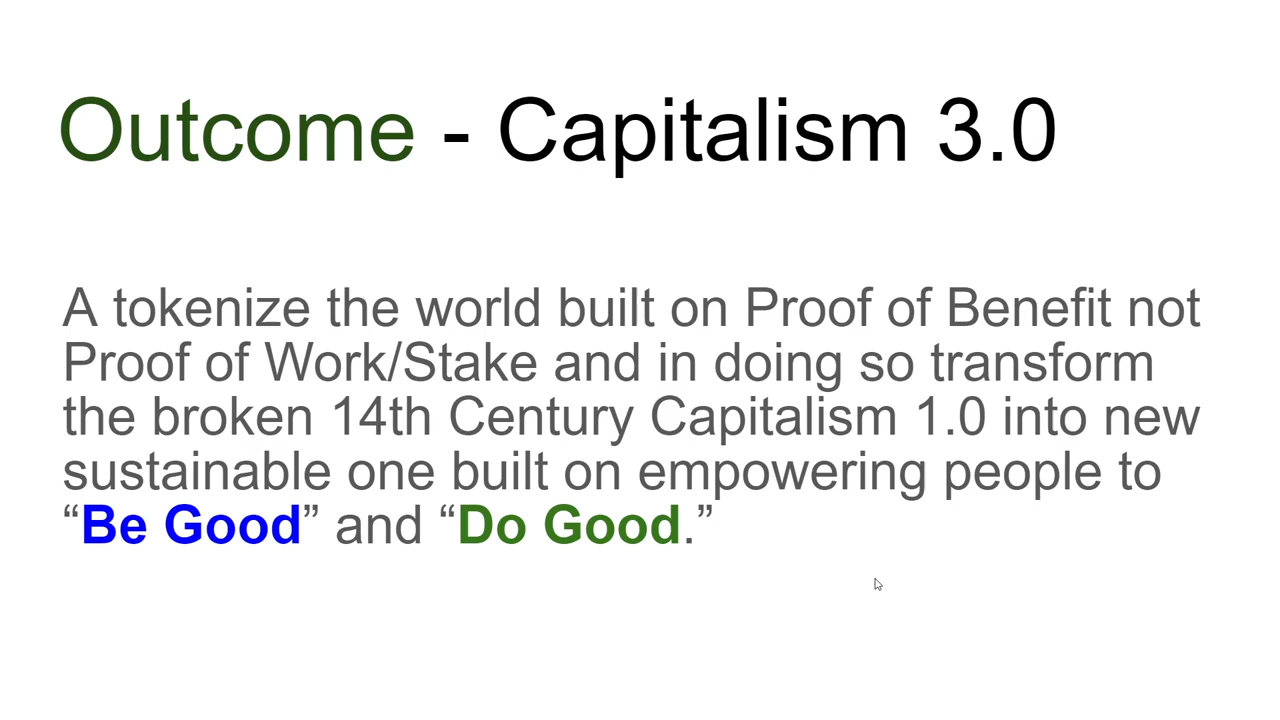 Outcome - Capitalism 3.0
A tokenize the world built on Proof of Benefit not
Proof of Work/Stake and in doing so transform
the broken 14th Century Capitalism 1.0 into new
sustainable one built on empowering people to
“Be Good” and “Do Good.”